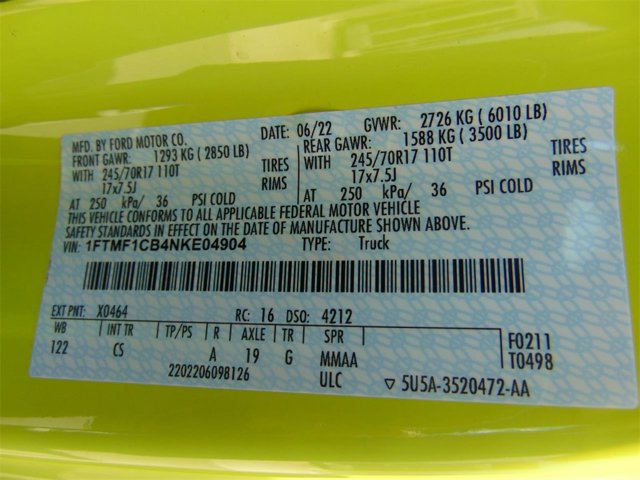 MFD. BY FORD MOTOR CO. DATE: 06/22 GVWR: 2726 KG ( 6010 LB)
FRONT GAWR: 1293 KG ( 2850 LB) REAR GAWR: 1588 KG ( 3500 LB)
WITH 245/70R17 110T TIRES WITH 245/70R17 110T TIRES
17x7.5J RIMS 17x7.5J RIMS
AT 250 kPa/ 36 PSI COLD AT 250 kPa/ 36 PSI COLD
THIS VEHICLE CONFORMS TO ALL APPLICABLE FEDERAL MOTOR VEHICLE
SAFETY STANDARDS IN EFFECT ON THE DATE OF MANUFACTURE SHOWN ABOVE.
VIN: 1FTMF1CB4NKE04904 TYPE: Truck
EXT PNT: X0464 RC: 16 DSO: 4212
WB INT TR TP/PS R AXLE TR SPR F0211
122 CS A 19 G MMAA T0498
2202206098126 ULC ▽ 5U5A-3520472-AA